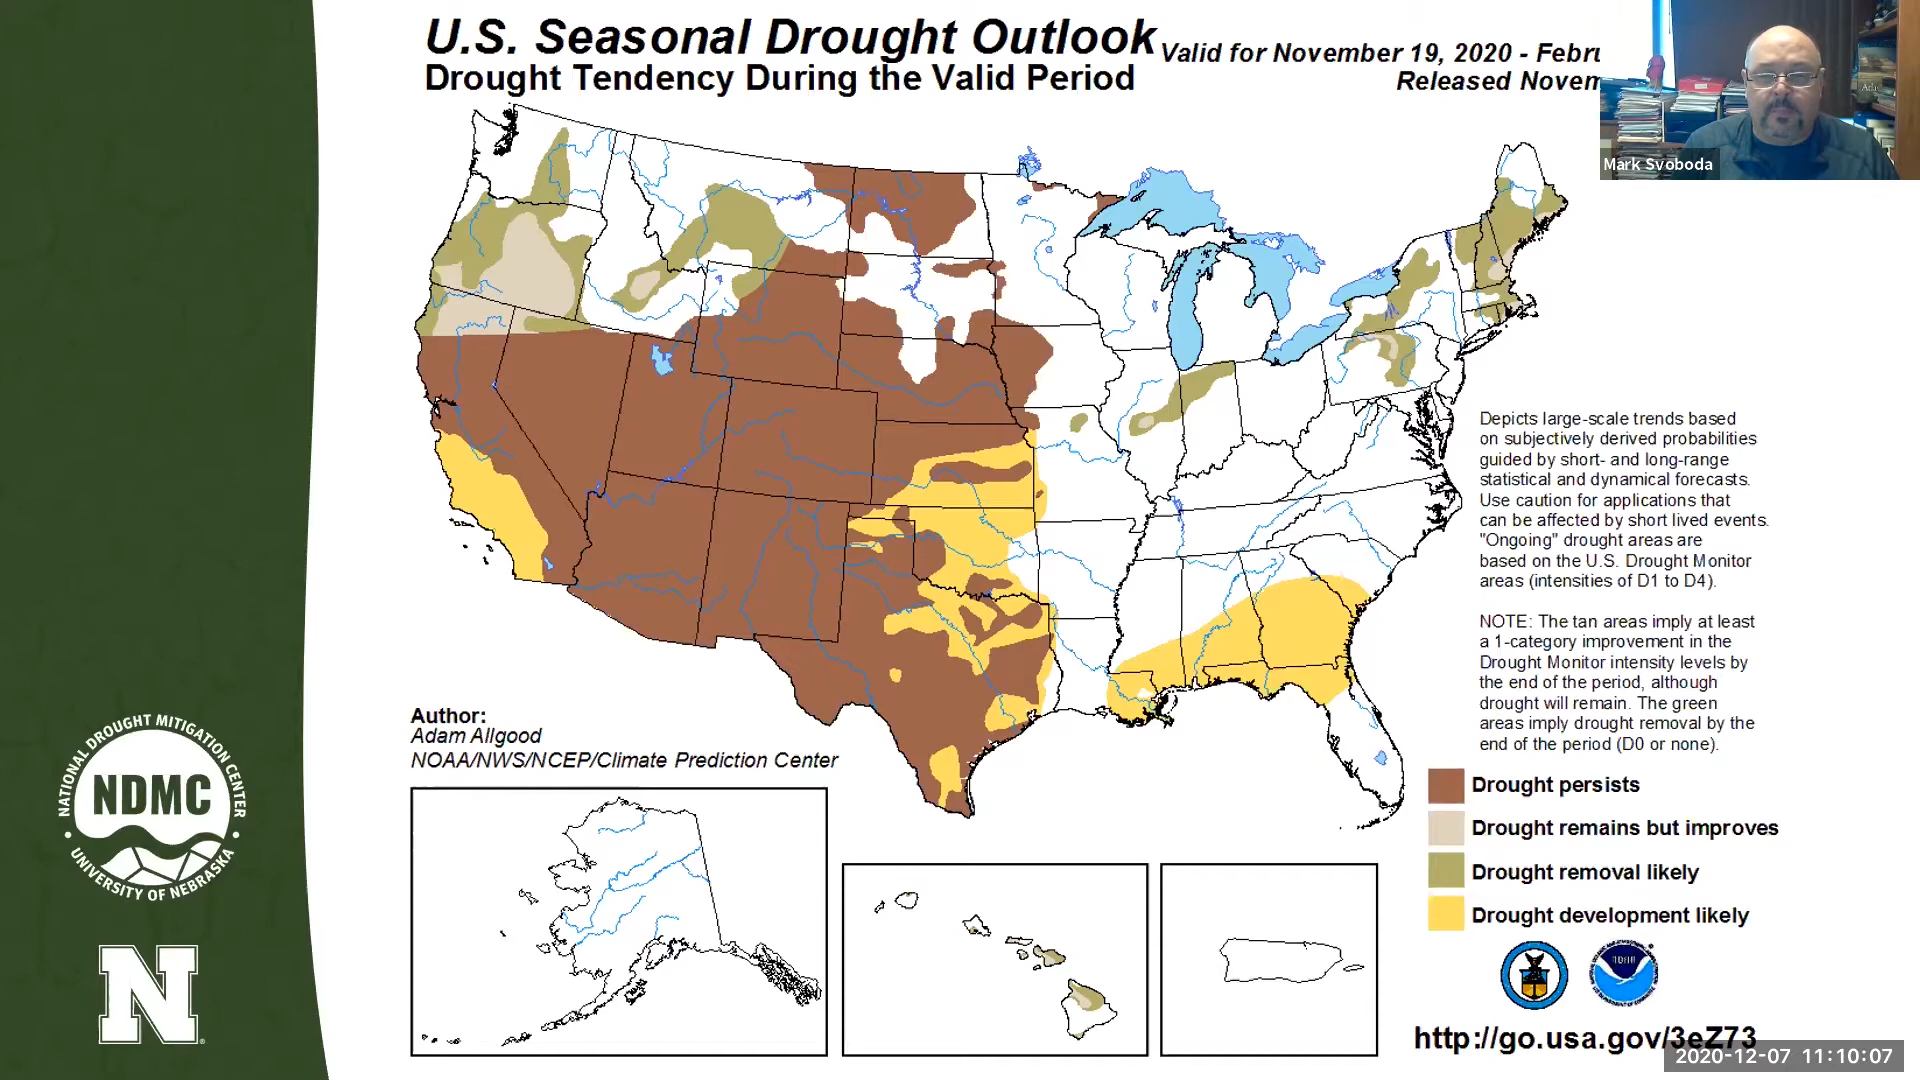 U.S. Seasonal Drought Outlook
Drought Tendency During the Valid Period
Valid for November 19, 2020 - Febru
Released Novem
Mark Svoboda
Depicts large-scale trends based
on subjectively derived probabilities
guided by short- and long-range
statistical and dynamical forecasts.
Use caution for applications that
can be affected by short lived events.
"Ongoing" drought areas are
based on the U.S. Drought Monitor
areas (intensities of D1 to D4).
NOTE: The tan areas imply at least
a 1-category improvement in the
Drought Monitor intensity levels by
the end of the period, although
drought will remain. The green
areas imply drought removal by the
end of the period (D0 or none).
Author:
Adam Allgood
NOAA/NWS/NCEP/Climate Prediction Center
Drought persists
Drought remains but improves
Drought removal likely
Drought development likely
NATIONAL DROUGHT MITIGATION CENTER
NDMC
UNIVERSITY OF NEBRASKA
N
NOAA
http://go.usa.gov/3eZ73
2020-12-07 11:10:07